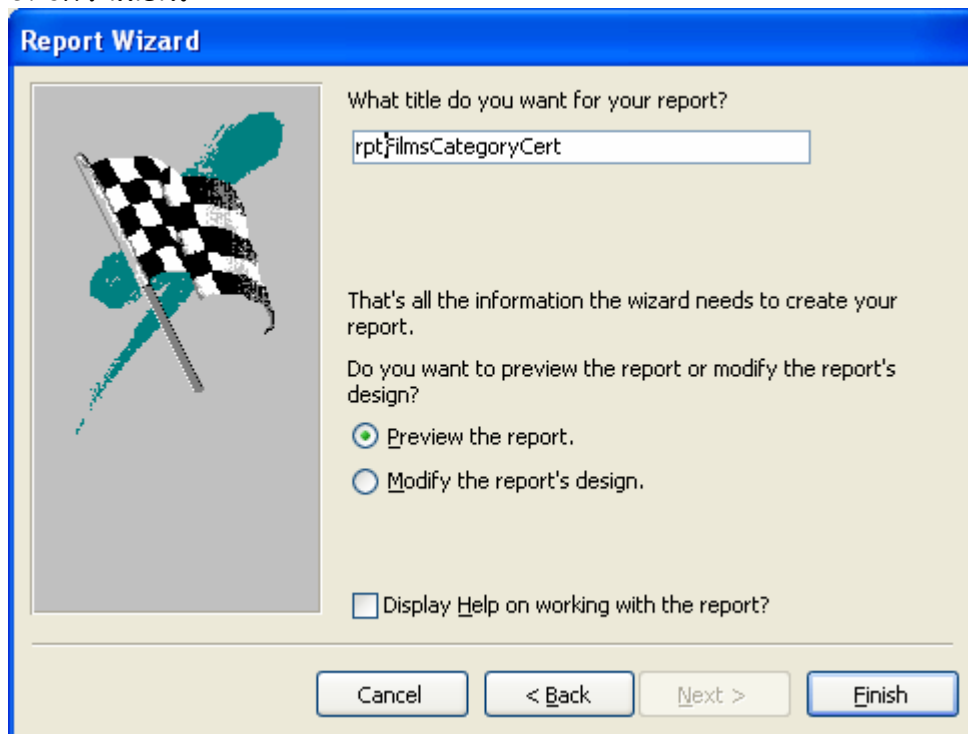 Report Wizard
What title do you want for your report?
rptFilmsCategoryCert
That's all the information the wizard needs to create your
report.
Do you want to preview the report or modify the report's
design?
Preview the report.
Modify the report's design.
Display Help on working with the report?
Cancel
< Back
Next >
Finish